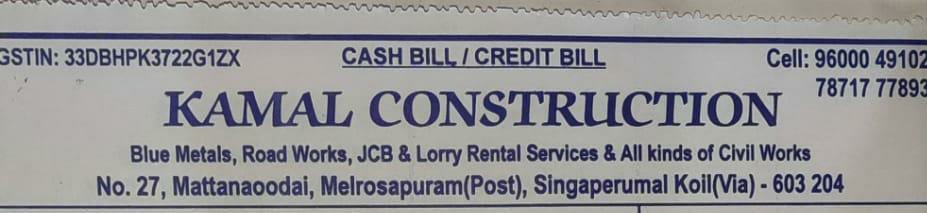 GSTIN: 33DBHPK3722G1ZX CASH BILL / CREDIT BILL Cell: 96000 49102
78717 77893
KAMAL CONSTRUCTION
Blue Metals, Road Works, JCB & Lorry Rental Services & All kinds of Civil Works
No. 27, Mattanaoodai, Melrosapuram(Post), Singaperumal Koil(Via) - 603 204